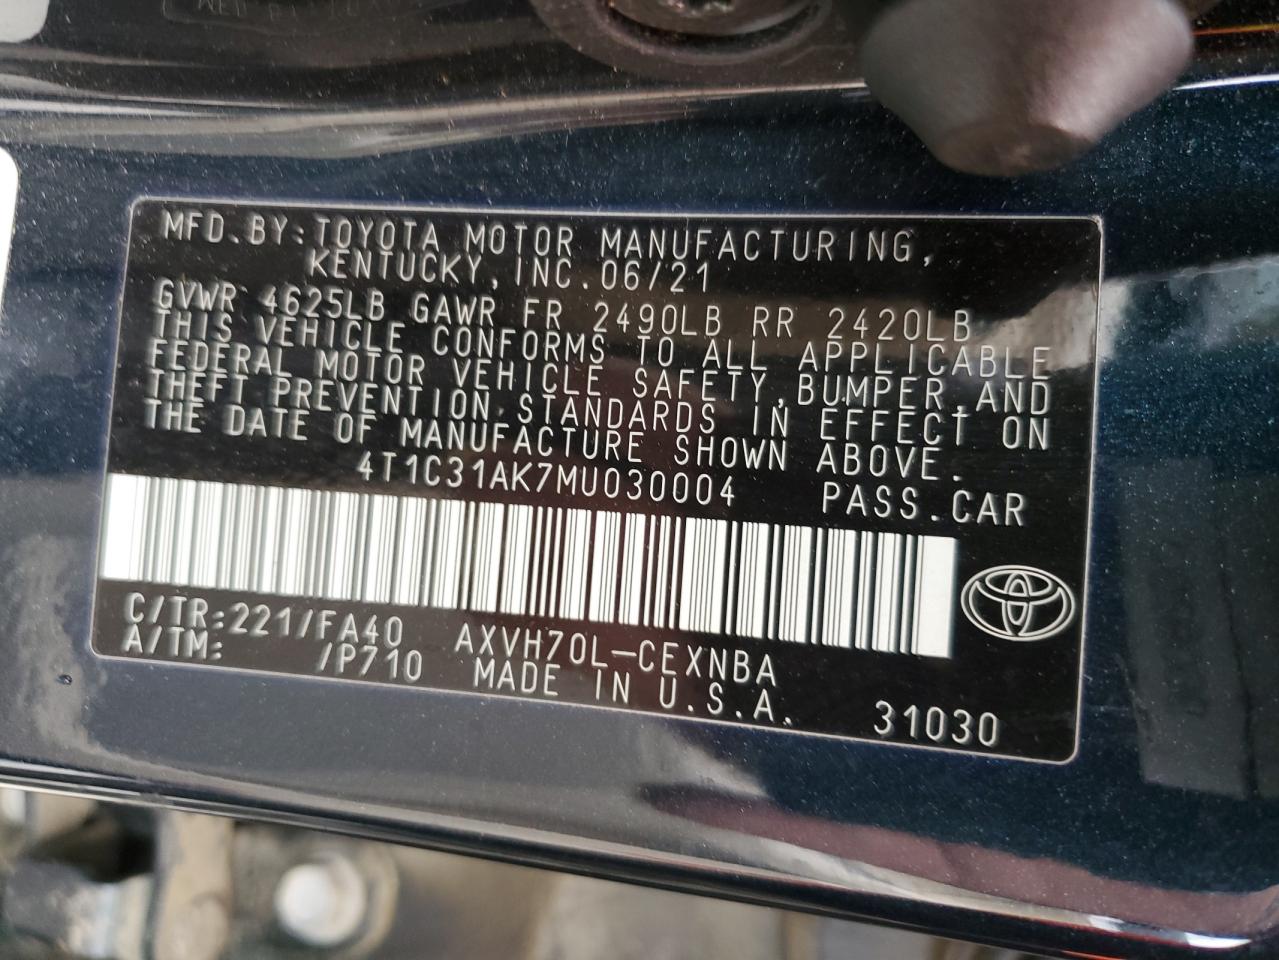 MFD.BY:TOYOTA MOTOR MANUFACTURING,
KENTUCKY,INC.06/21
GVWR 4625LB GAWR FR 2490LB RR 2420LB
THIS VEHICLE CONFORMS TO ALL APPLICABLE
FEDERAL MOTOR VEHICLE SAFETY,BUMPER,AND
THEFT PREVENTION STANDARDS IN EFFECT ON
THE DATE OF MANUFACTURE SHOWN ABOVE.
4T1C31AK7MU030004 PASS.CAR
C/TR:221/FA40 AXVH70L-CEXNBA
A/TM: /P710 MADE IN U.S.A. 31030